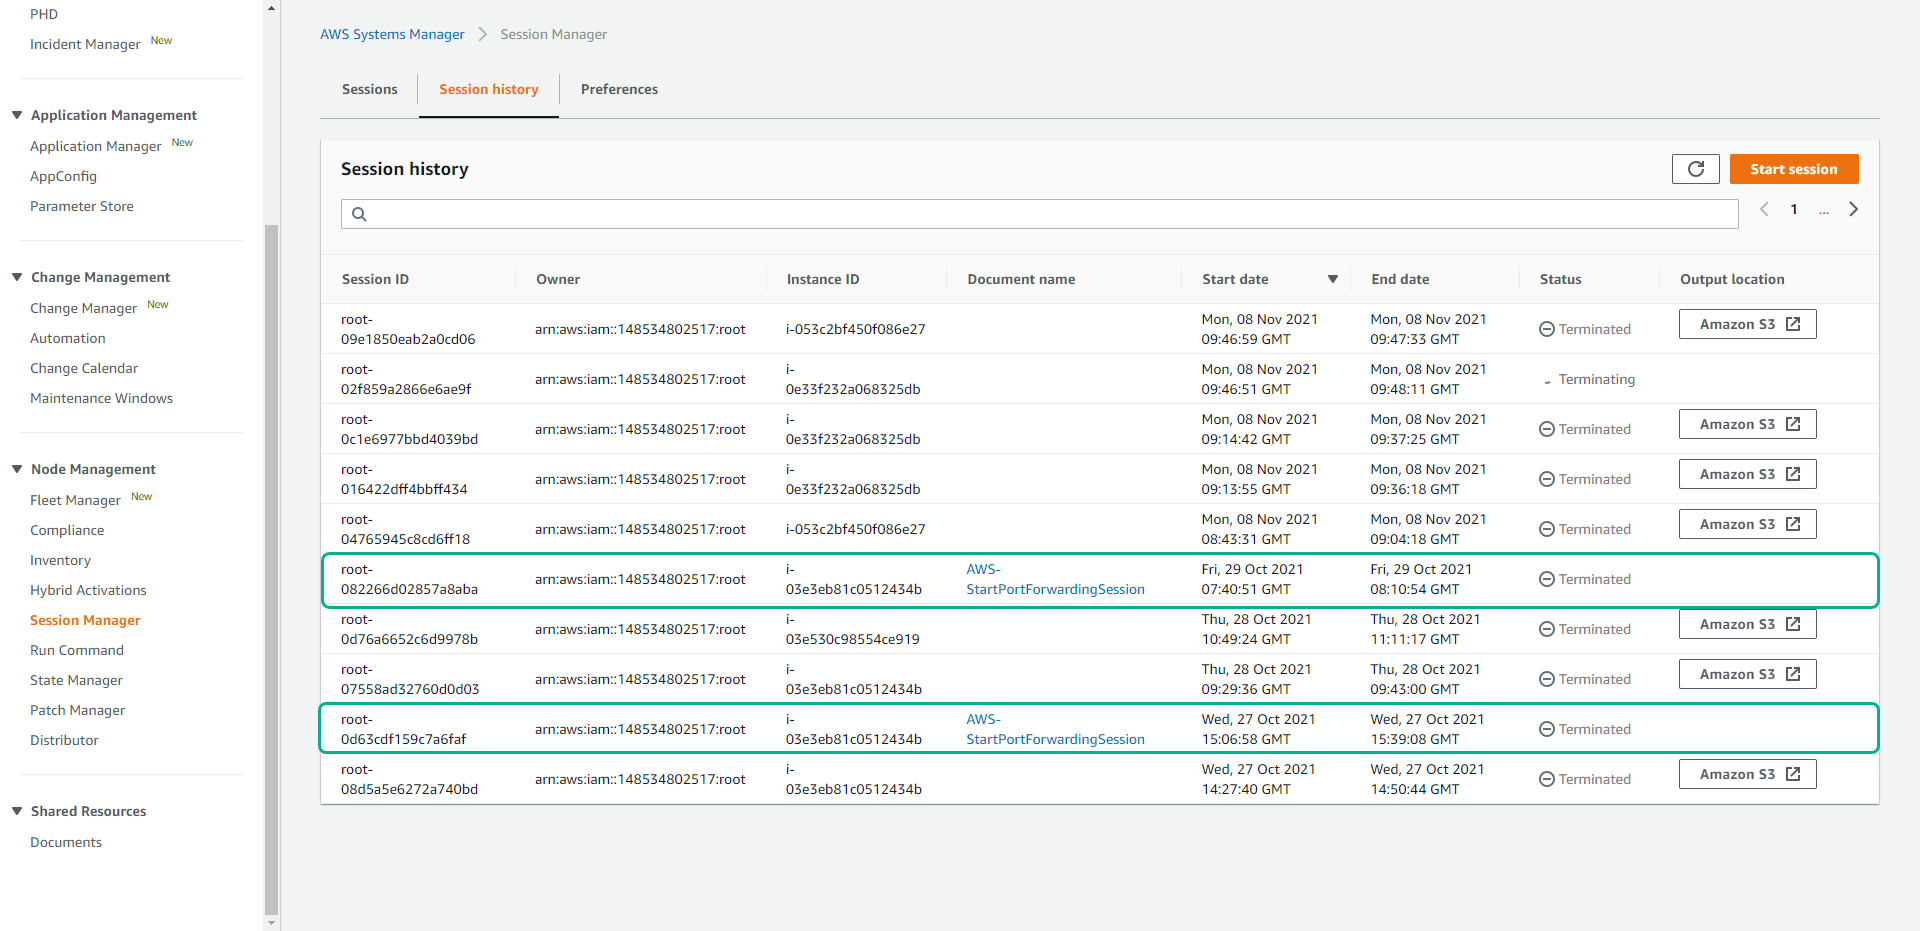 PHD
Incident Manager New
Application Management
Application Manager New
AppConfig
Parameter Store
Change Management
Change Manager New
Automation
Change Calendar
Maintenance Windows
Node Management
Fleet Manager New
Compliance
Inventory
Hybrid Activations
Session Manager
Run Command
State Manager
Patch Manager
Distributor
Shared Resources
Documents
AWS Systems Manager > Session Manager
Sessions Session history Preferences
Session history
Start session
1 ...
Session ID Owner Instance ID Document name Start date End date Status Output location
root- Mon, 08 Nov 2021 Mon, 08 Nov 2021
arn:aws:iam::148534802517:root i-053c2bf450f086e27 Terminated Amazon S3
09e1850eab2a0cd06 09:46:59 GMT 09:47:33 GMT
root- i- Mon, 08 Nov 2021 Mon, 08 Nov 2021
arn:aws:iam::148534802517:root Terminating
02f859a2866e6ae9f 0e33f232a068325db 09:46:51 GMT 09:48:11 GMT
root- i- Mon, 08 Nov 2021 Mon, 08 Nov 2021
arn:aws:iam::148534802517:root Terminated Amazon S3
0c1e6977bbd4039bd 0e33f232a068325db 09:14:42 GMT 09:37:25 GMT
root- i- Mon, 08 Nov 2021 Mon, 08 Nov 2021
arn:aws:iam::148534802517:root Terminated Amazon S3
016422dff4bbff434 0e33f232a068325db 09:13:55 GMT 09:36:18 GMT
root- Mon, 08 Nov 2021 Mon, 08 Nov 2021
arn:aws:iam::148534802517:root i-053c2bf450f086e27 Terminated Amazon S3
04765945c8cd6ff18 08:43:31 GMT 09:04:18 GMT
root- i- AWS- Fri, 29 Oct 2021 Fri, 29 Oct 2021
arn:aws:iam::148534802517:root Terminated
082266d02857a8aba 03e3eb81c0512434b StartPortForwardingSession 07:40:51 GMT 08:10:54 GMT
root- i- Thu, 28 Oct 2021 Thu, 28 Oct 2021
arn:aws:iam::148534802517:root Terminated Amazon S3
0d76a6652c6d9978b 03e530c98554ce919 10:49:24 GMT 11:11:17 GMT
root- i- Thu, 28 Oct 2021 Thu, 28 Oct 2021
arn:aws:iam::148534802517:root Terminated Amazon S3
07558ad32760d0d03 03e3eb81c0512434b 09:29:36 GMT 09:43:00 GMT
root- i- AWS- Wed, 27 Oct 2021 Wed, 27 Oct 2021
arn:aws:iam::148534802517:root Terminated
0d63cdf159c7a6faf 03e3eb81c0512434b StartPortForwardingSession 15:06:58 GMT 15:39:08 GMT
root- i- Wed, 27 Oct 2021 Wed, 27 Oct 2021
arn:aws:iam::148534802517:root Terminated Amazon S3
08d5a5e6272a740bd 03e3eb81c0512434b 14:27:40 GMT 14:50:44 GMT